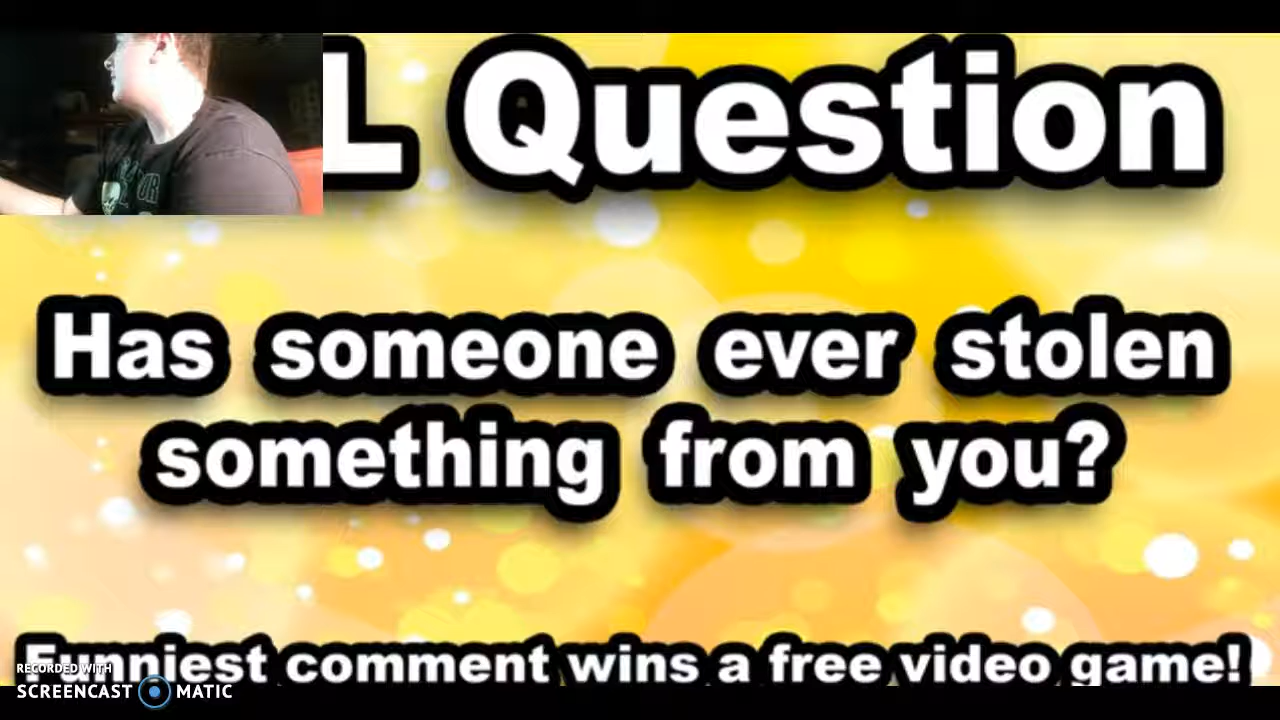 L Question
Has someone ever stolen
something from you?
Funniest comment wins a free video game!
RECORDED WITH
SCREENCAST MATIC